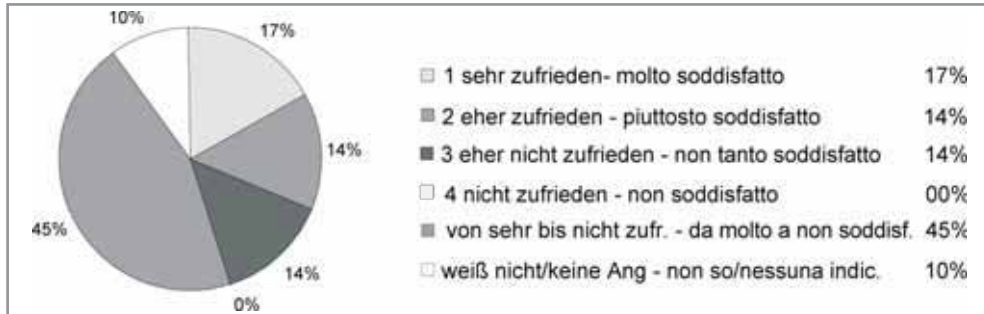 10%
17%
14%
14%
0%
45%
1 sehr zufrieden- molto soddisfatto 17%
2 eher zufrieden - piuttosto soddisfatto 14%
3 eher nicht zufrieden - non tanto soddisfatto 14%
4 nicht zufrieden - non soddisfatto 00%
von sehr bis nicht zufr. - da molto a non soddisf. 45%
weiß nicht/keine Ang - non so/nessuna indic. 10%